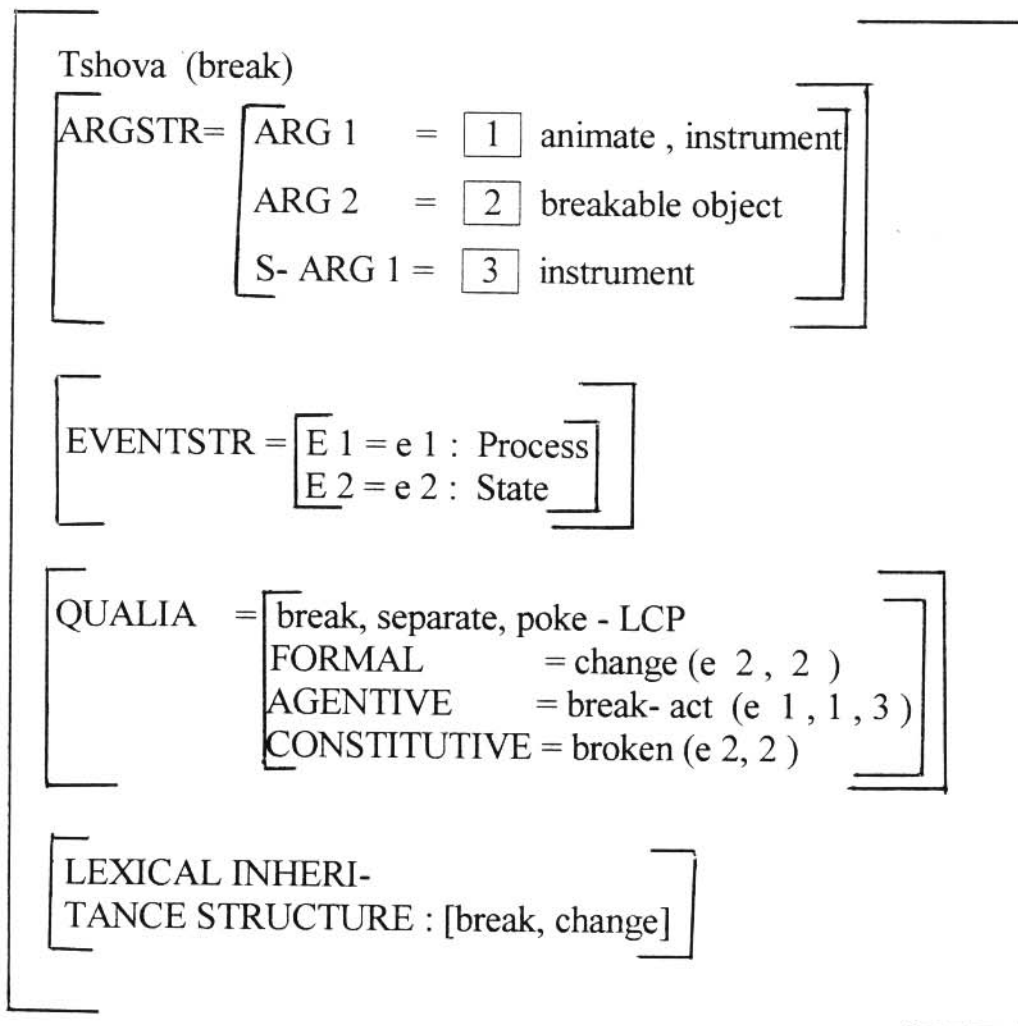 Tshova (break)
ARGSTR= ARG 1 = 1 animate , instrument
ARG 2 = 2 breakable object
S- ARG 1 = 3 instrument
EVENTSTR = E 1 = e 1 : Process
E 2 = e 2 : State
QUALIA = break, separate, poke - LCP
FORMAL = change (e 2 , 2 )
AGENTIVE = break- act (e 1 , 1 , 3 )
CONSTITUTIVE = broken (e 2, 2 )
LEXICAL INHERI-
TANCE STRUCTURE : [break, change]